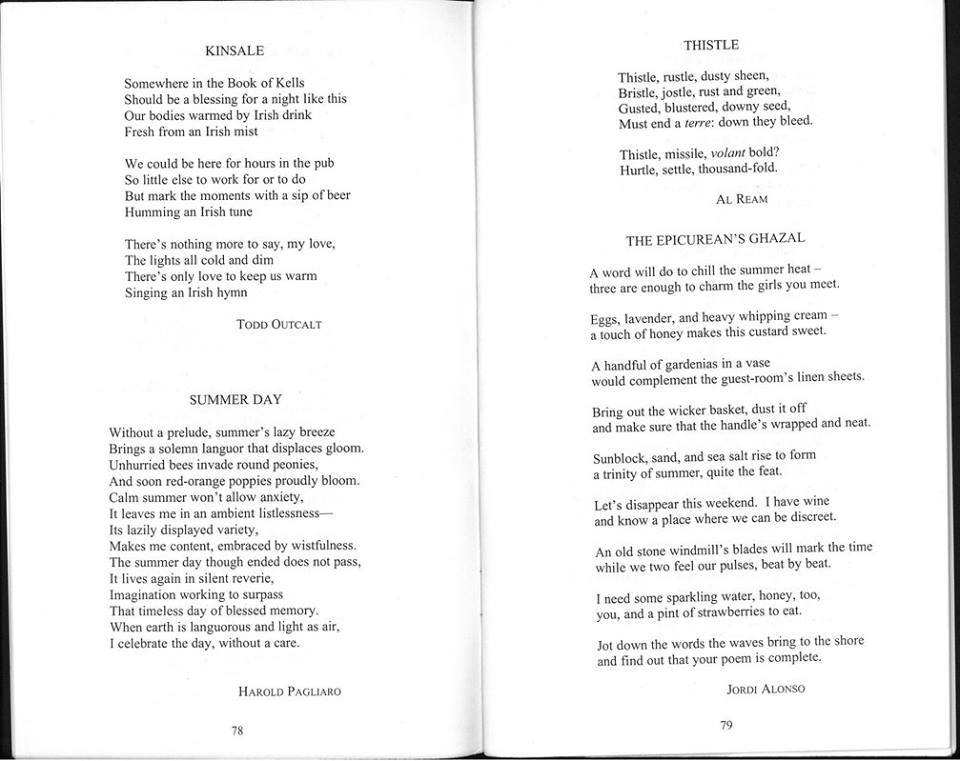 KINSALE
Somewhere in the Book of Kells
Should be a blessing for a night like this
Our bodies warmed by Irish drink
Fresh from an Irish mist
We could be here for hours in the pub
So little else to work for or to do
But mark the moments with a sip of beer
Humming an Irish tune
There's nothing more to say, my love,
The lights all cold and dim
There's only love to keep us warm
Singing an Irish hymn
TODD OUTCALT
SUMMER DAY
Without a prelude, summer's lazy breeze
Brings a solemn languor that displaces gloom.
Unhurried bees invade round peonies,
And soon red-orange poppies proudly bloom.
Calm summer won't allow anxiety,
It leaves me in an ambient listlessness—
Its lazily displayed variety,
Makes me content, embraced by wistfulness.
The summer day though ended does not pass,
It lives again in silent reverie,
Imagination working to surpass
That timeless day of blessed memory.
When earth is languorous and light as air,
I celebrate the day, without a care.
HAROLD PAGLIARO
78
THISTLE
Thistle, rustle, dusty sheen,
Bristle, jostle, rust and green,
Gusted, blustered, downy seed,
Must end a terre: down they bleed.
Thistle, missile, volant bold?
Hurtle, settle, thousand-fold.
AL REAM
THE EPICUREAN'S GHAZAL
A word will do to chill the summer heat –
three are enough to charm the girls you meet.
Eggs, lavender, and heavy whipping cream –
a touch of honey makes this custard sweet.
A handful of gardenias in a vase
would complement the guest-room's linen sheets.
Bring out the wicker basket, dust it off
and make sure that the handle's wrapped and neat.
Sunblock, sand, and sea salt rise to form
a trinity of summer, quite the feat.
Let's disappear this weekend. I have wine
and know a place where we can be discreet.
An old stone windmill's blades will mark the time
while we two feel our pulses, beat by beat.
I need some sparkling water, honey, too,
you, and a pint of strawberries to eat.
Jot down the words the waves bring to the shore
and find out that your poem is complete.
JORDI ALONSO
79